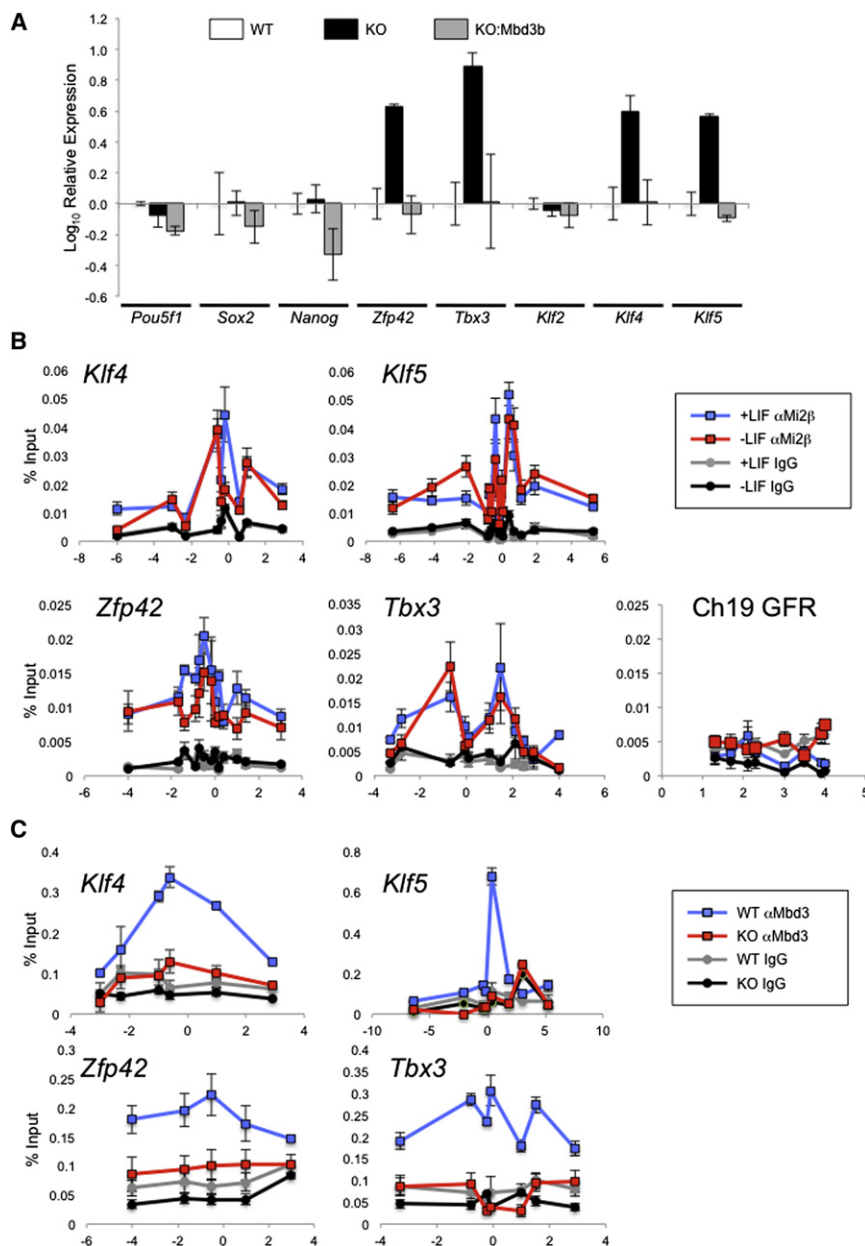 A
WT KO KO:Mbd3b
Log10 Relative Expression
1.2
1.0
0.8
0.6
0.4
0.2
0.0
-0.2
-0.4
-0.6
Pou5f1 Sox2 Nanog Zfp42 Tbx3 Klf2 Klf4 Klf5
B
Klf4
% Input
0.06
0.05
0.04
0.03
0.02
0.01
0
-6 -4 -2 0 2 4
Klf5
0.06
0.05
0.04
0.03
0.02
0.01
0
-6 -4 -2 0 2 4 6
+LIF αMi2β
-LIF αMi2β
+LIF IgG
-LIF IgG
Zfp42
% Input
0.025
0.02
0.015
0.01
0.005
0
-6 -4 -2 0 2 4
Tbx3
0.035
0.03
0.025
0.02
0.015
0.01
0.005
0
-4 -2 0 2 4 6
Ch19 GFR
0.025
0.02
0.015
0.01
0.005
0
0 1 2 3 4 5
C
Klf4
% Input
0.4
0.3
0.2
0.1
0
-4 -2 0 2 4
Klf5
0.8
0.6
0.4
0.2
0
-10 -5 0 5 10
WT αMbd3
KO αMbd3
WT IgG
KO IgG
Zfp42
% Input
0.3
0.25
0.2
0.15
0.1
0.05
0
-6 -4 -2 0 2 4
Tbx3
0.4
0.35
0.3
0.25
0.2
0.15
0.1
0.05
0
-4 -3 -2 -1 0 1 2 3 4